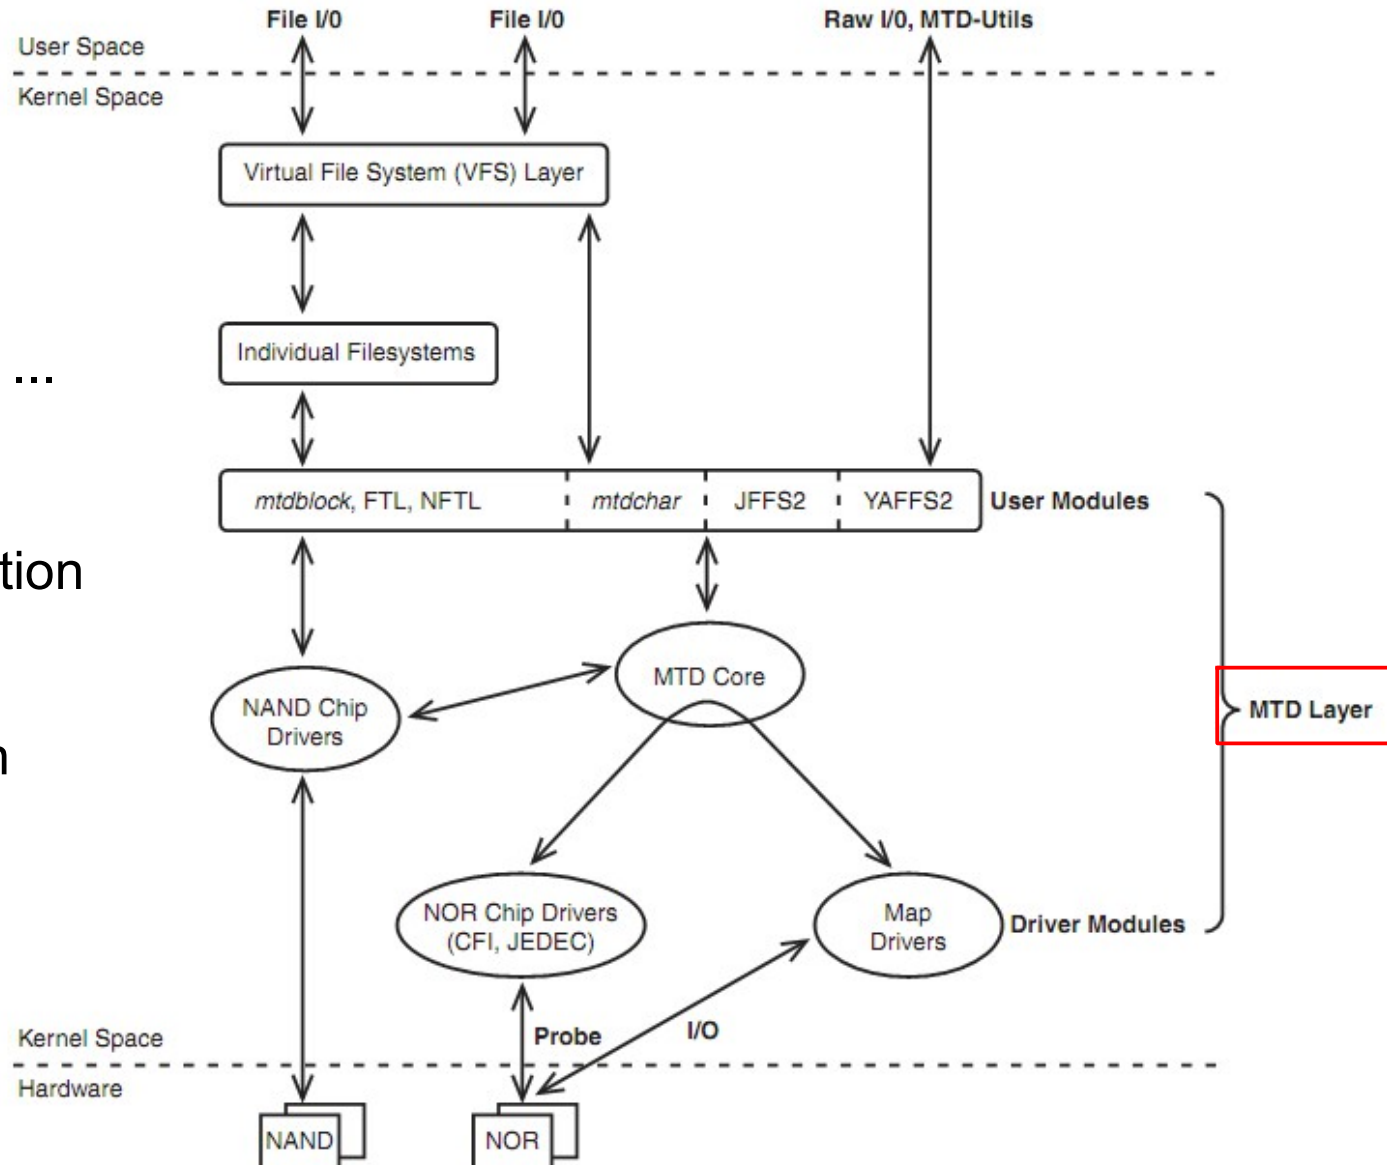 File I/0
File I/0
Raw I/0, MTD-Utils
User Space
Kernel Space
Virtual File System (VFS) Layer
Individual Filesystems
...
mtdblock, FTL, NFTL
mtdchar
JFFS2
YAFFS2
User Modules
tion
MTD Core
NAND Chip
Drivers
MTD Layer
n
NOR Chip Drivers
(CFI, JEDEC)
Map
Drivers
Driver Modules
Kernel Space
Probe
I/O
Hardware
NAND
NOR